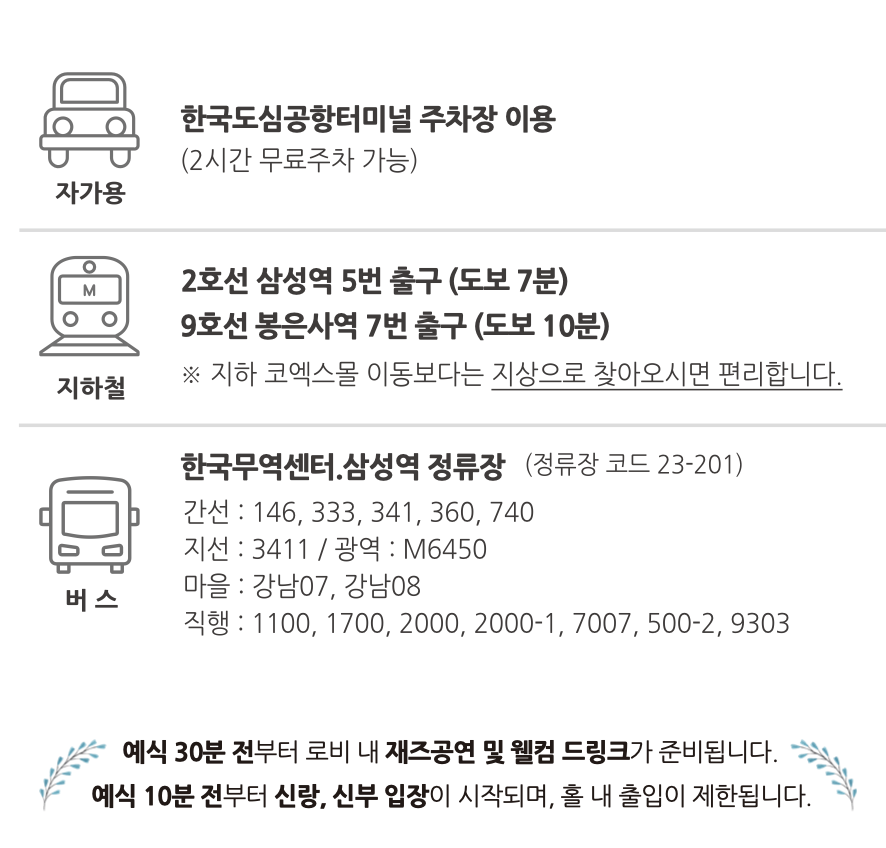 한국도심공항터미널 주차장 이용
(2시간 무료주차 가능)
자가용
M
2호선 삼성역 5번 출구 (도보 7분)
9호선 봉은사역 7번 출구 (도보 10분)
※ 지하 코엑스몰 이동보다는 지상으로 찾아오시면 편리합니다.
지하철
한국무역센터.삼성역 정류장 (정류장 코드 23-201)
간선 : 146, 333, 341, 360, 740
지선 : 3411 / 광역 : M6450
마을 : 강남07, 강남08
직행 : 1100, 1700, 2000, 2000-1, 7007, 500-2, 9303
버 스
예식 30분 전부터 로비 내 재즈공연 및 웰컴 드링크가 준비됩니다.
예식 10분 전부터 신랑, 신부 입장이 시작되며, 홀 내 출입이 제한됩니다.